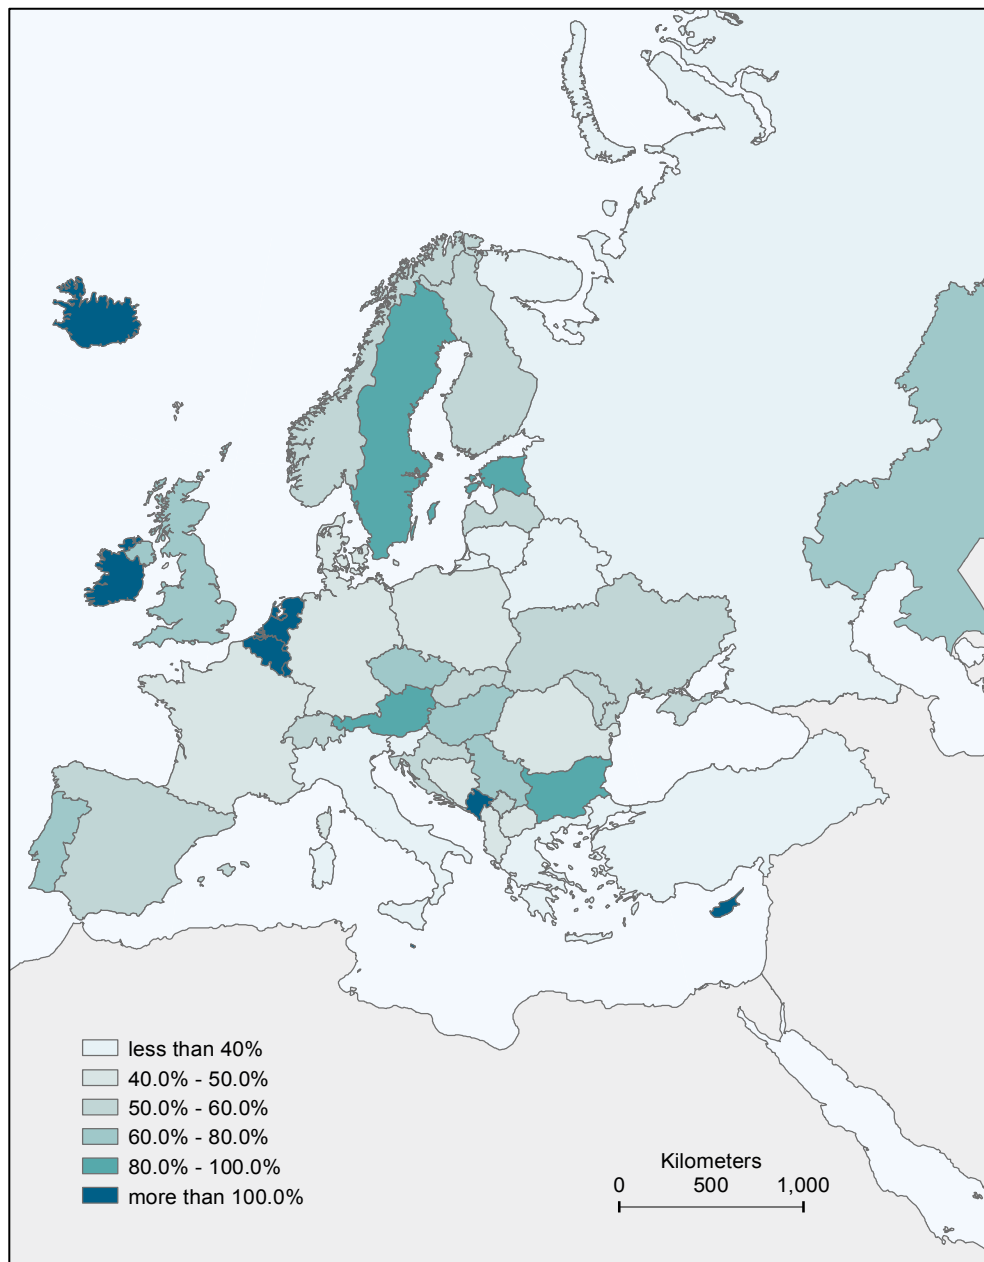 less than 40%
40.0% - 50.0%
50.0% - 60.0%
60.0% - 80.0%
80.0% - 100.0%
more than 100.0%
Kilometers
0 500 1,000